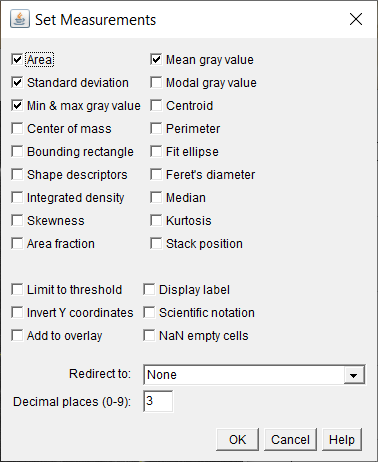 Set Measurements
Area Mean gray value
Standard deviation Modal gray value
Min & max gray value Centroid
Center of mass Perimeter
Bounding rectangle Fit ellipse
Shape descriptors Feret's diameter
Integrated density Median
Skewness Kurtosis
Area fraction Stack position
Limit to threshold Display label
Invert Y coordinates Scientific notation
Add to overlay NaN empty cells
Redirect to: None
Decimal places (0-9): 3
OK Cancel Help